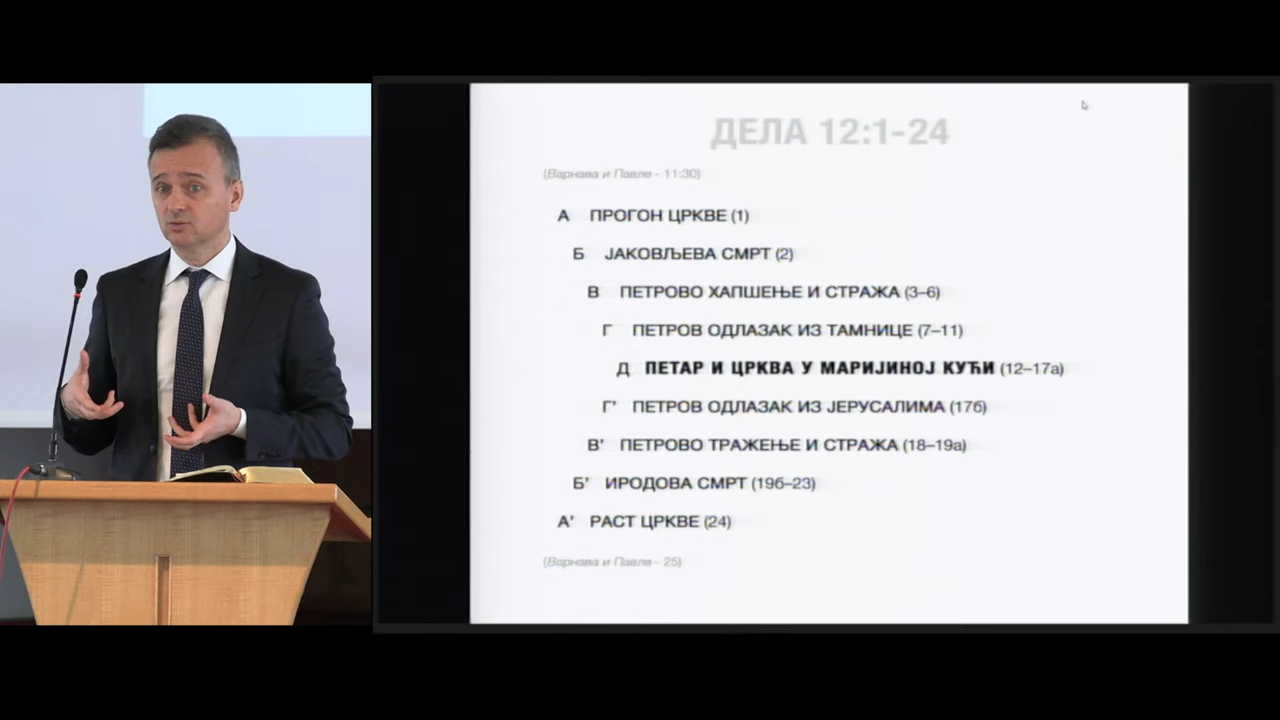 ДЕЛА 12:1-24
(Варнава и Павле - 11:30)
А ПРОГОН ЦРКВЕ (1)
Б ЈАКОВЉЕВА СМРТ (2)
В ПЕТРОВО ХАПШЕЊЕ И СТРАЖА (3–6)
Г ПЕТРОВ ОДЛАЗАК ИЗ ТАМНИЦЕ (7–11)
Д ПЕТАР И ЦРКВА У МАРИЈИНОЈ КУЋИ (12–17а)
Г' ПЕТРОВ ОДЛАЗАК ИЗ ЈЕРУСАЛИМА (17б)
В' ПЕТРОВО ТРАЖЕЊЕ И СТРАЖА (18–19а)
Б' ИРОДОВА СМРТ (19б–23)
А' РАСТ ЦРКВЕ (24)
(Варнава и Павле - 25)